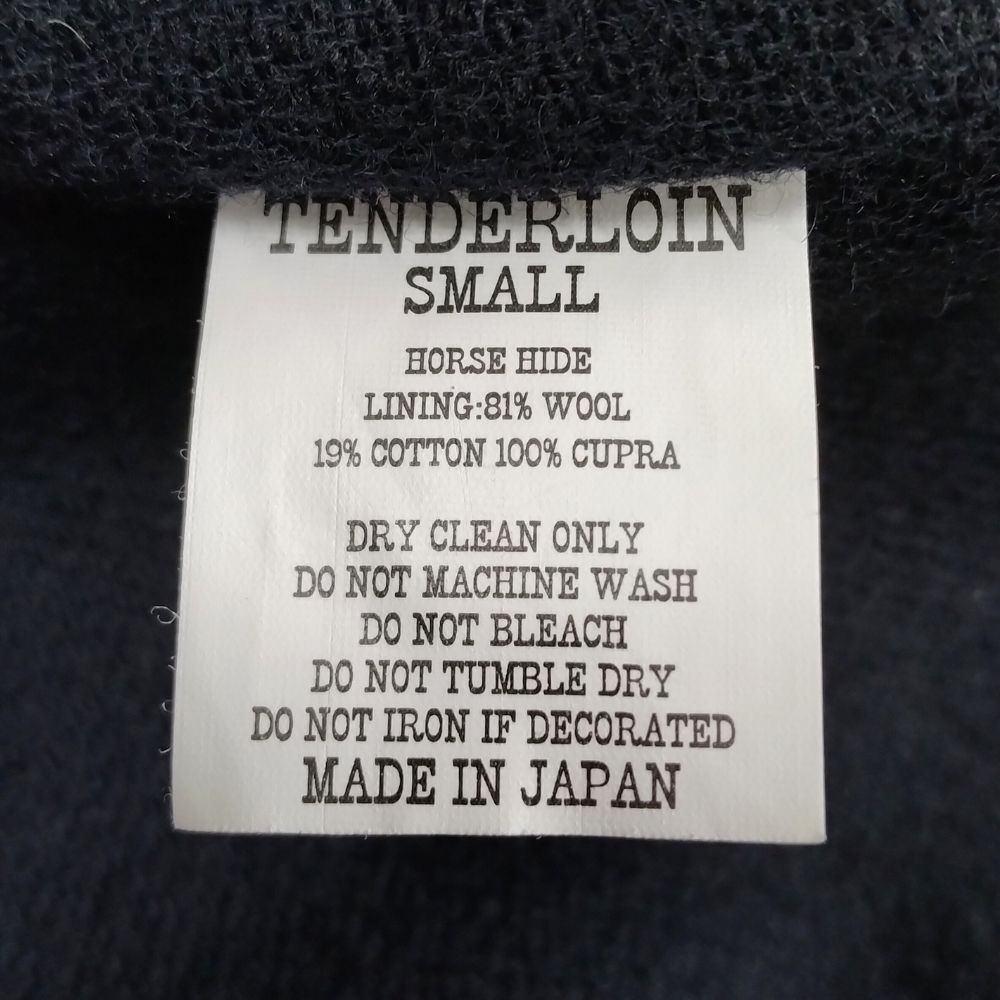 TENDERLOIN
SMALL
HORSE HIDE
LINING:81% WOOL
19% COTTON 100% CUPRA
DRY CLEAN ONLY
DO NOT MACHINE WASH
DO NOT BLEACH
DO NOT TUMBLE DRY
DO NOT IRON IF DECORATED
MADE IN JAPAN